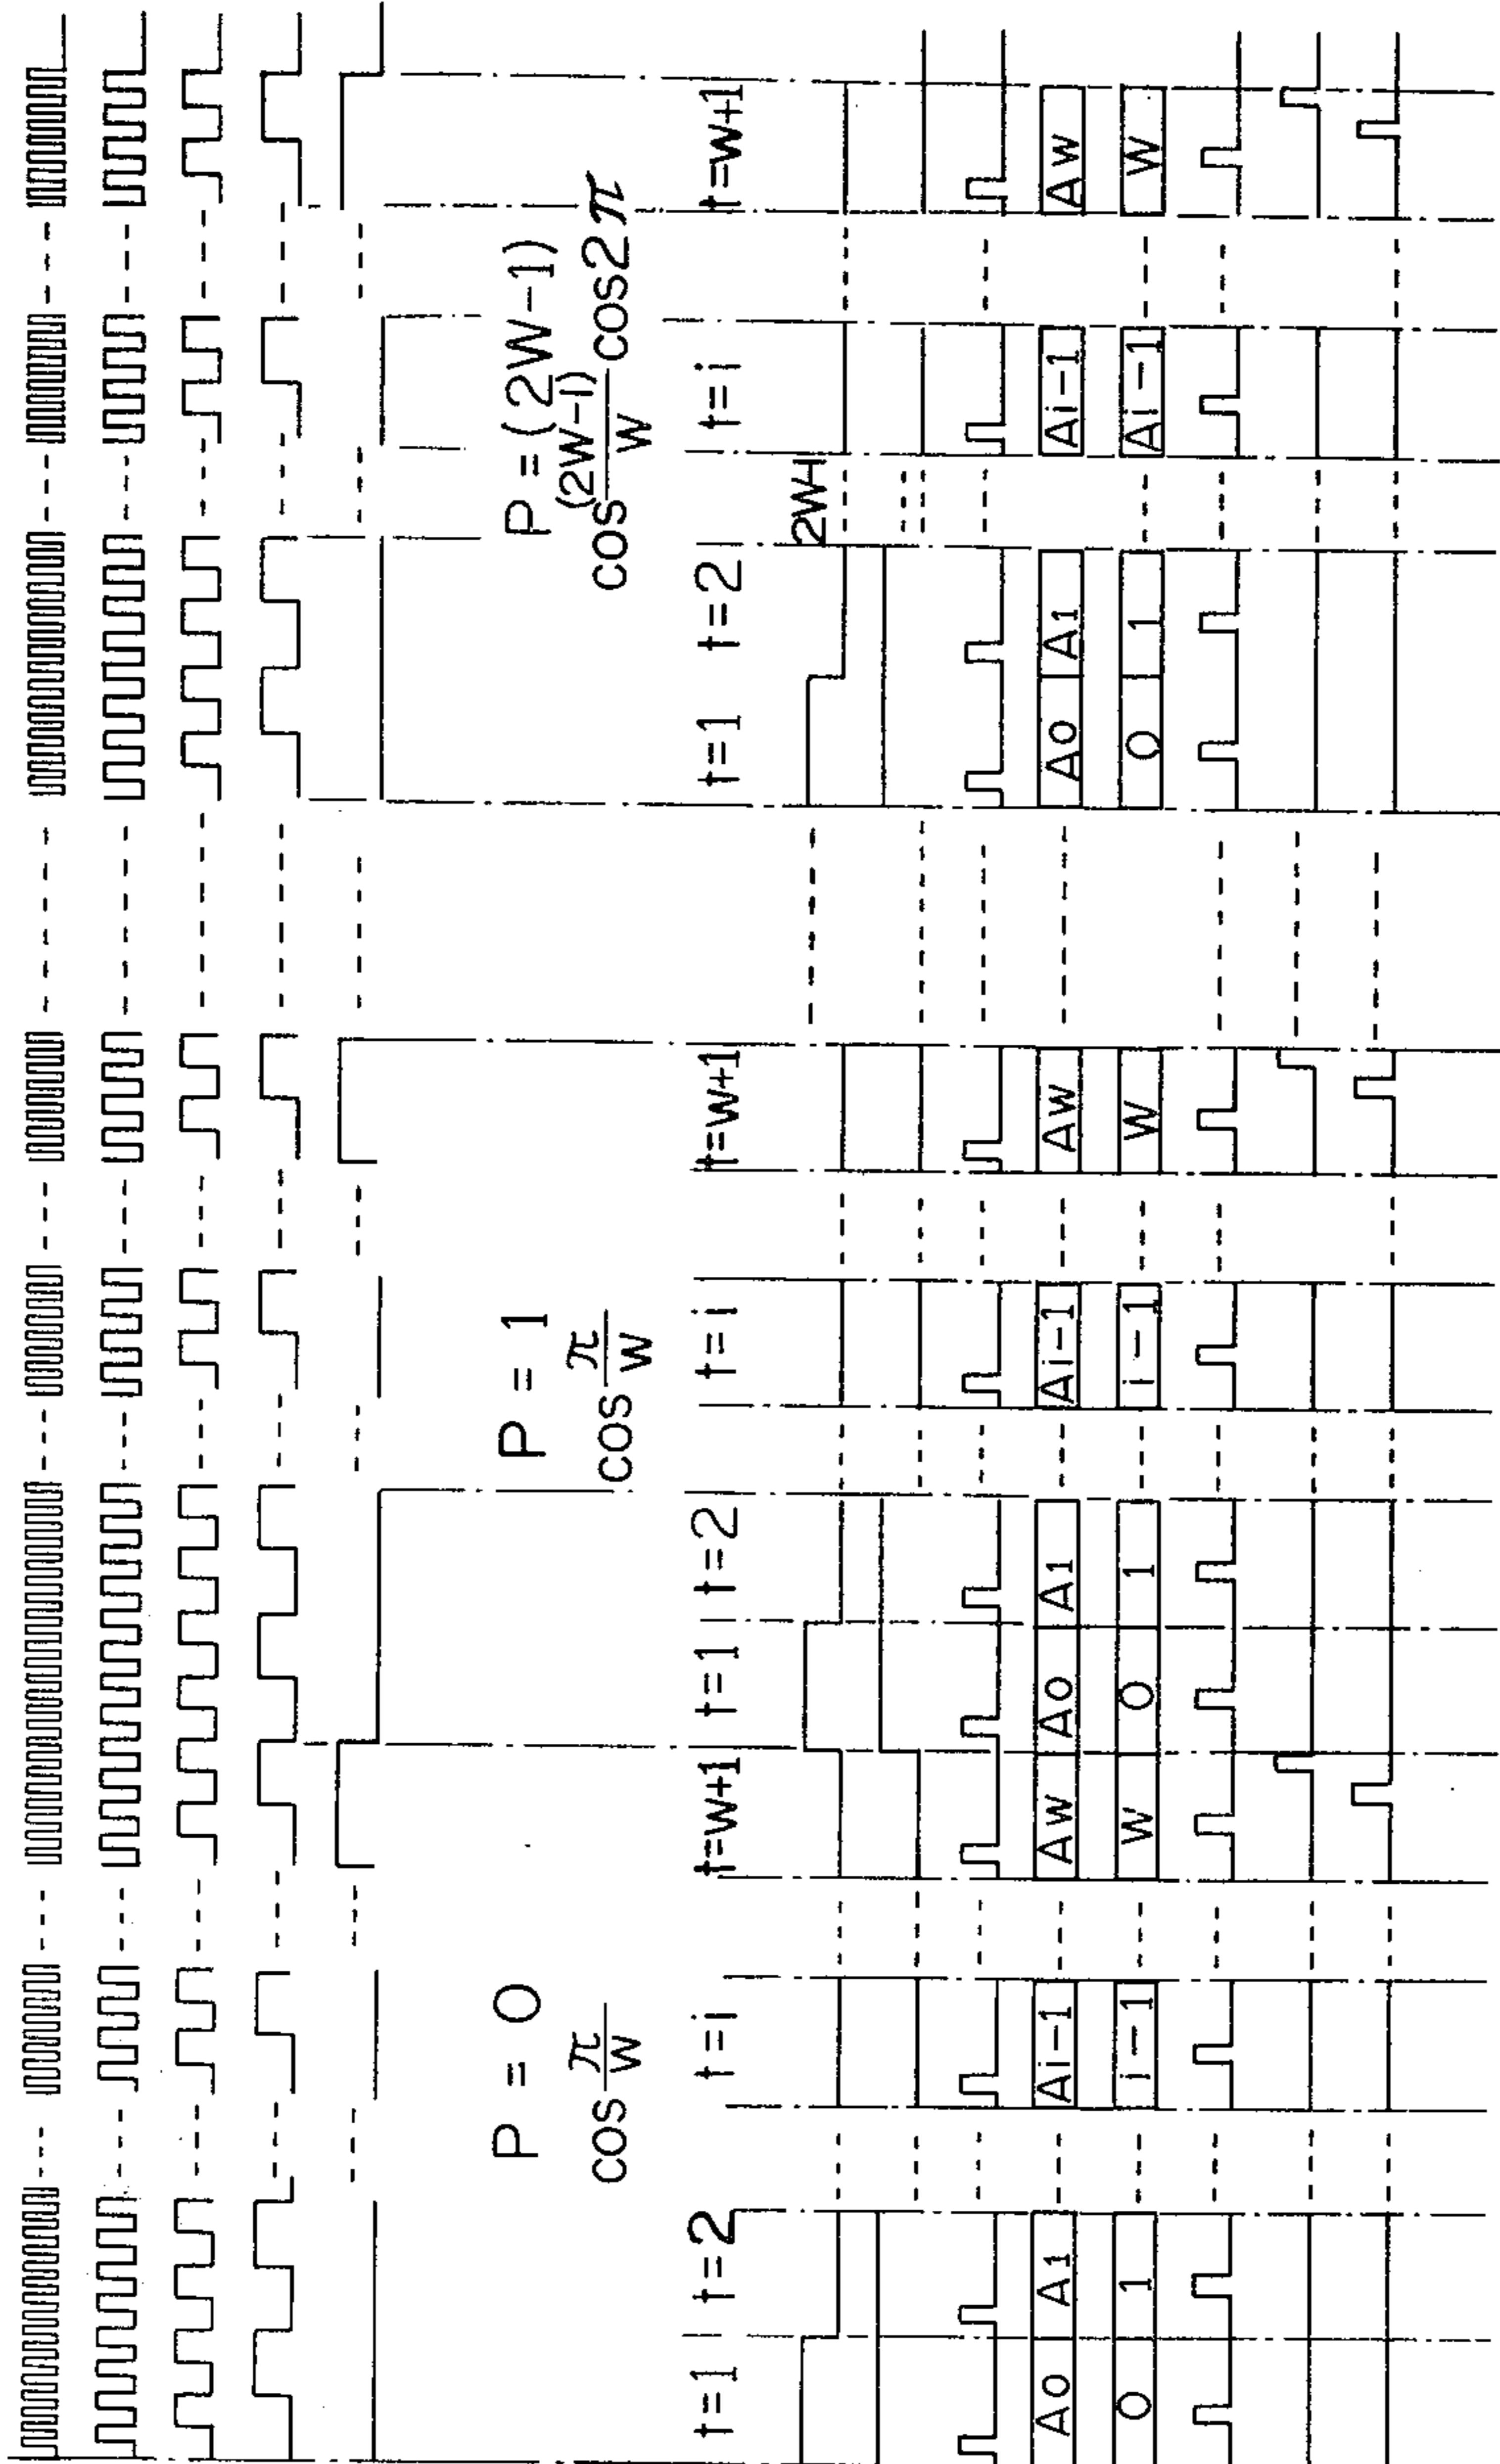 P = 0 P = 1 P = (2W-1)
cos π/W cos π/W cos (2W-1)/W cos2π
t=1 t=2 t=i t=W+1 t=1 t=2 t=i t=W+1 t=1 t=2 t=i t=W+1
2W-1
A0 A1 Ai-1 AW A0 A1 Ai-1 AW A0 A1 Ai-1 AW
0 1 i-1 W 0 1 i-1 W 0 1 Ai-1 W